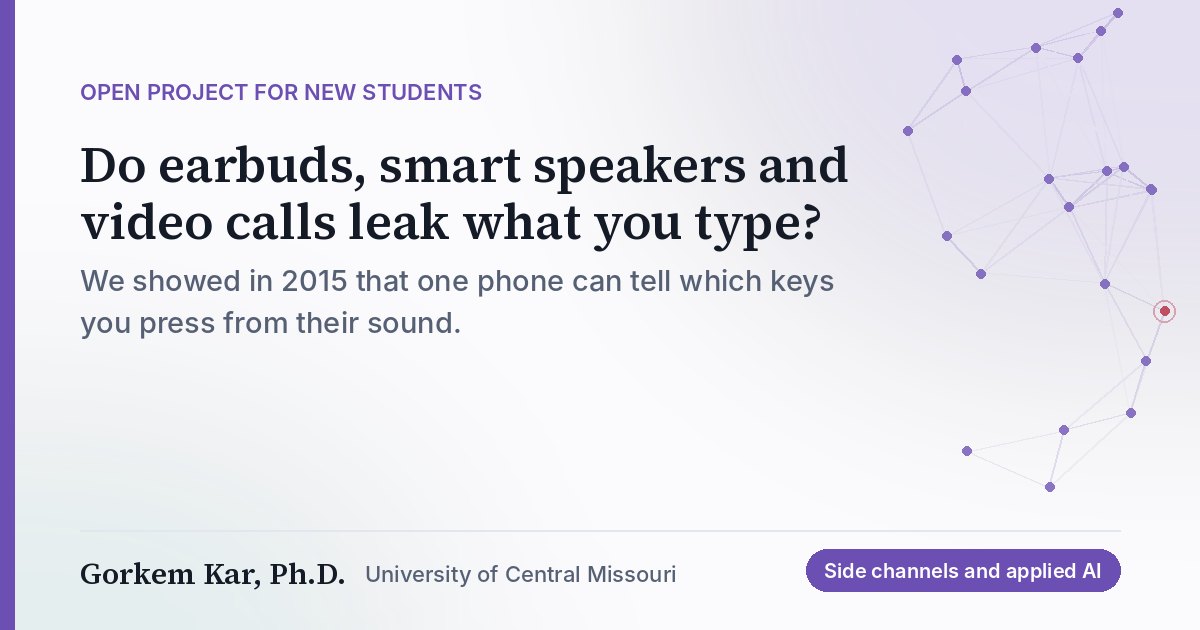 OPEN PROJECT FOR NEW STUDENTS
Do earbuds, smart speakers and
video calls leak what you type?
We showed in 2015 that one phone can tell which keys
you press from their sound.
Gorkem Kar, Ph.D. University of Central Missouri
Side channels and applied AI